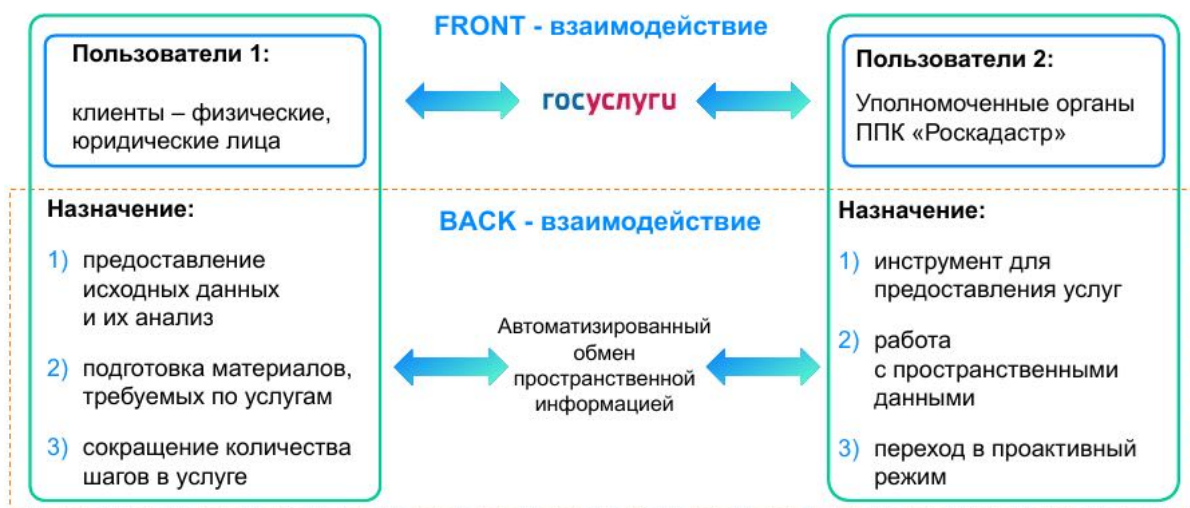 FRONT - взаимодействие
Пользователи 1:
клиенты – физические,
юридические лица
госуслуги
Пользователи 2:
Уполномоченные органы
ППК «Роскадастр»
BACK - взаимодействие
Назначение:
1) предоставление
исходных данных
и их анализ
2) подготовка материалов,
требуемых по услугам
3) сокращение количества
шагов в услуге
Автоматизированный
обмен
пространственной
информацией
Назначение:
1) инструмент для
предоставления услуг
2) работа
с пространственными
данными
3) переход в проактивный
режим